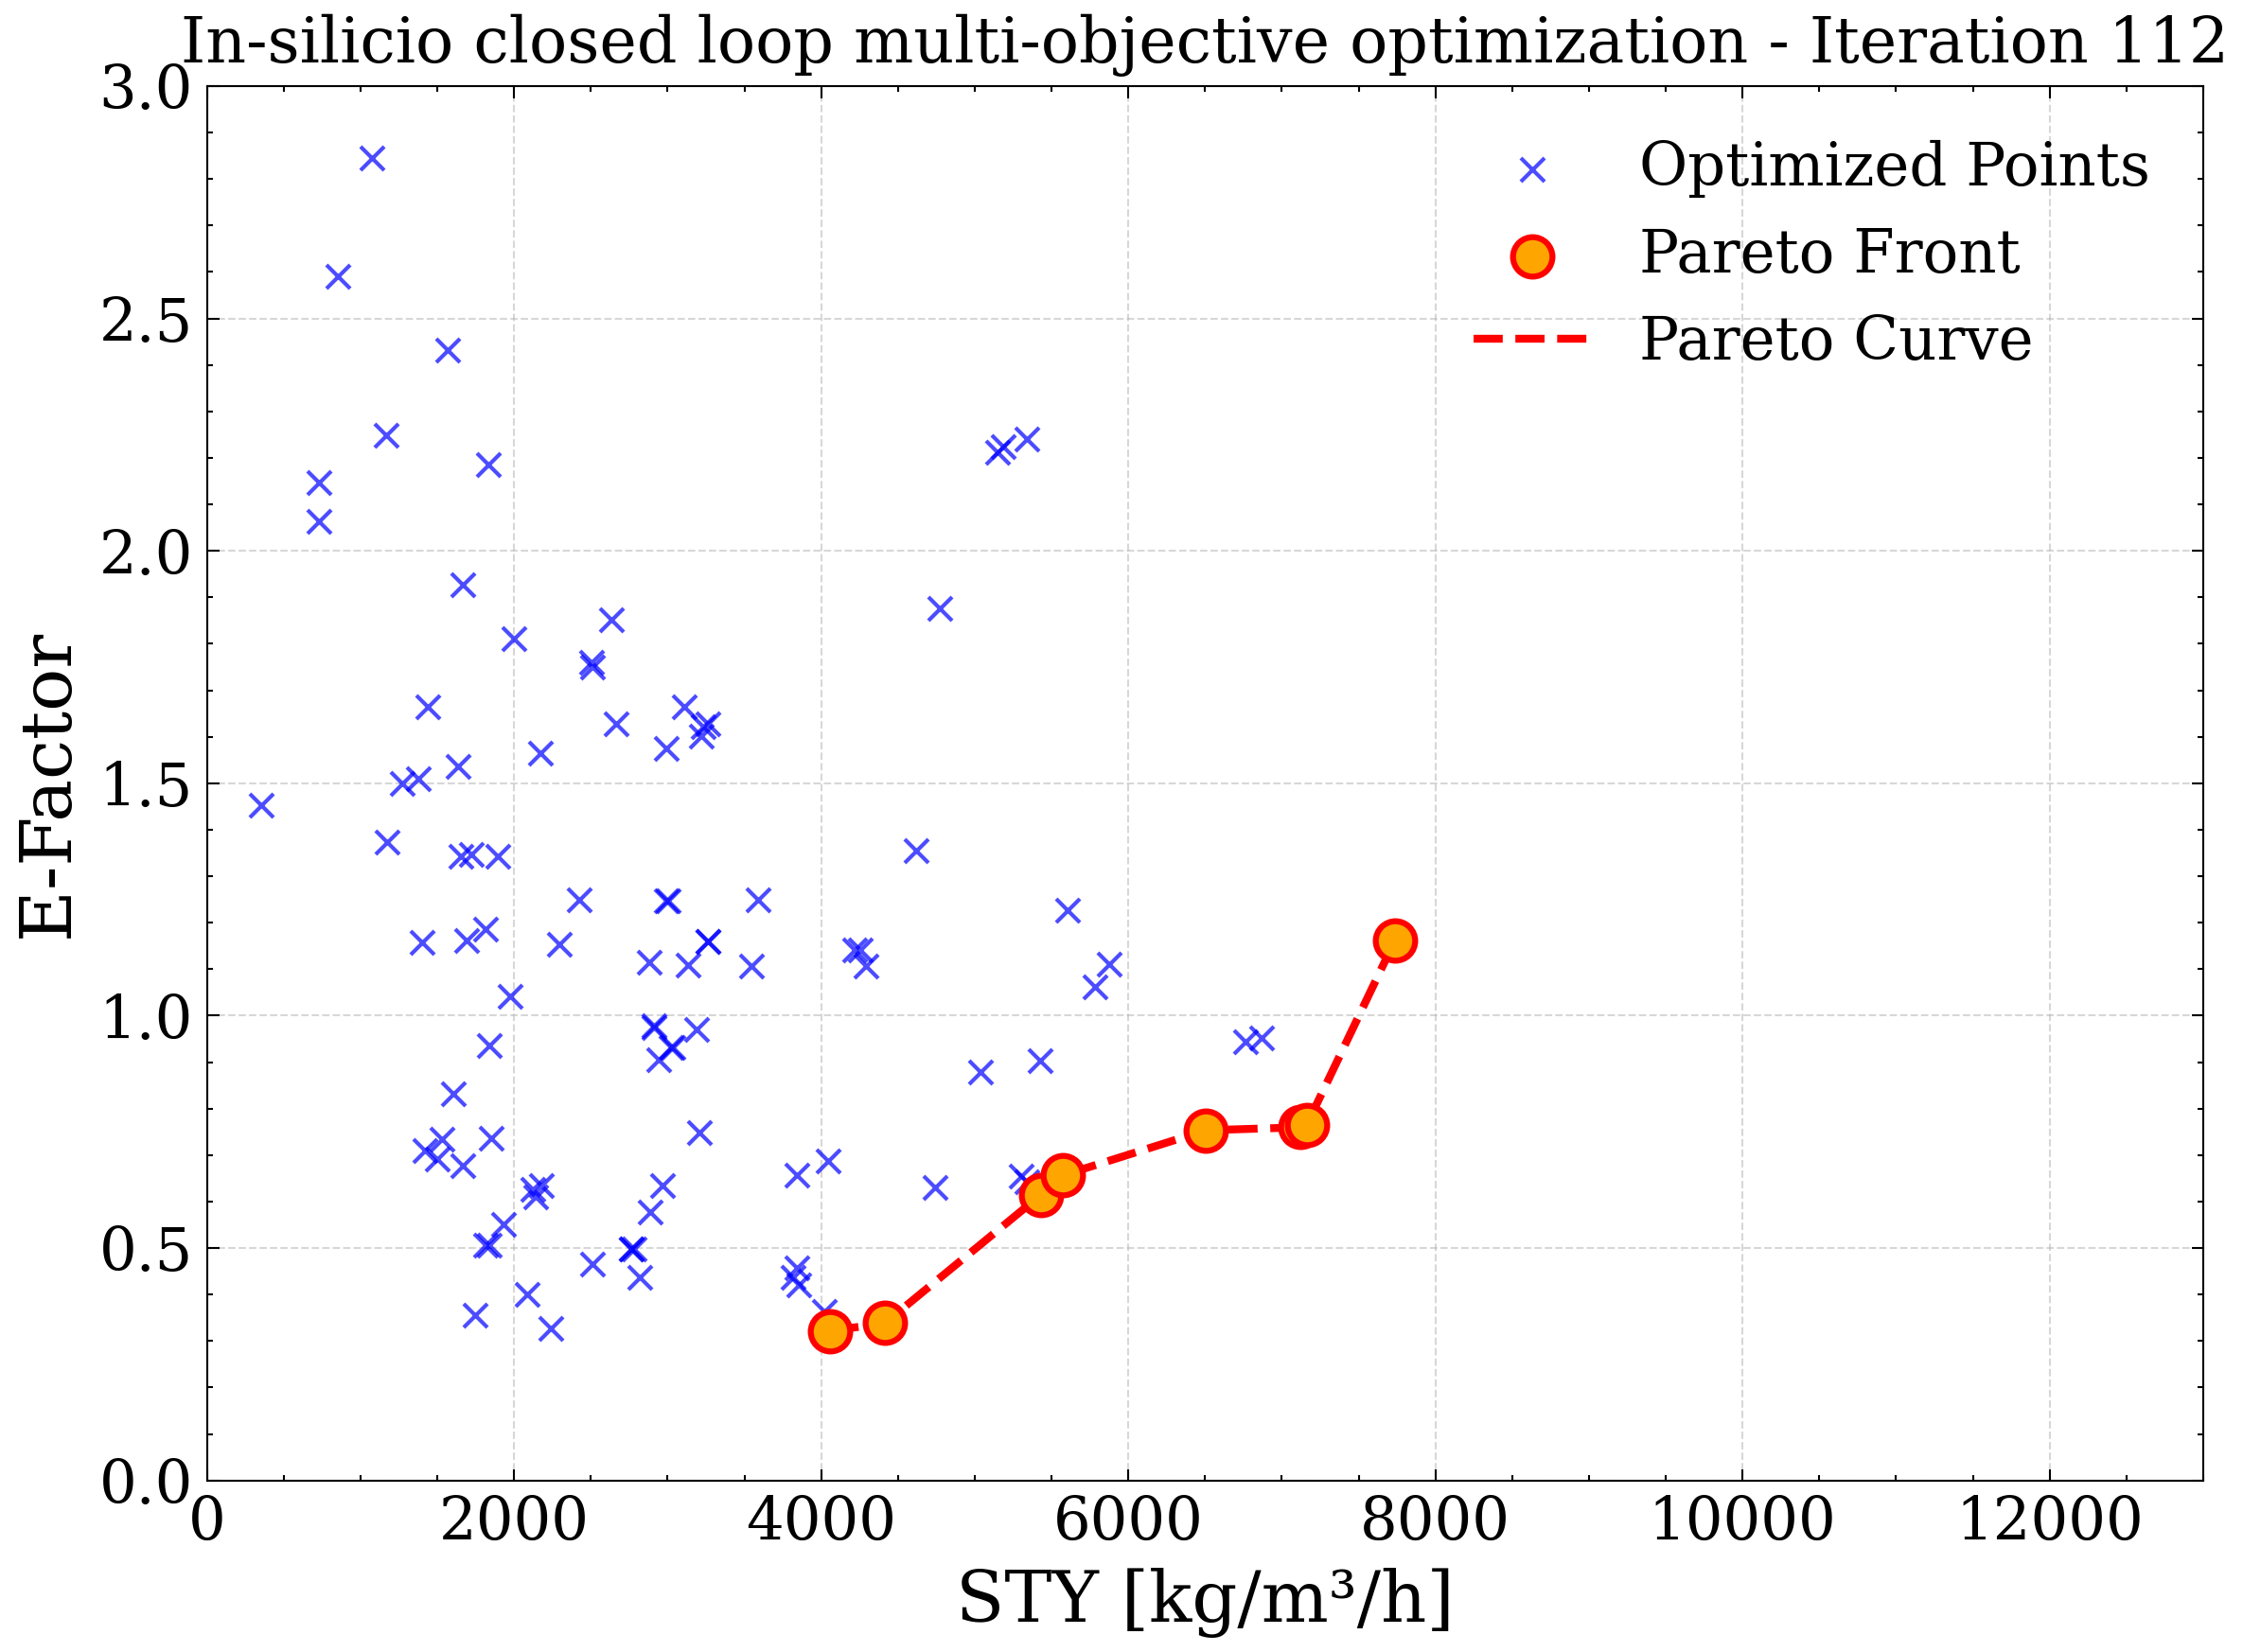 In-silicio closed loop multi-objective optimization - Iteration 112
3.0
2.5
2.0
1.5
1.0
0.5
0.0
E-Factor
Optimized Points
Pareto Front
Pareto Curve
0 2000 4000 6000 8000 10000 12000
STY [kg/m³/h]